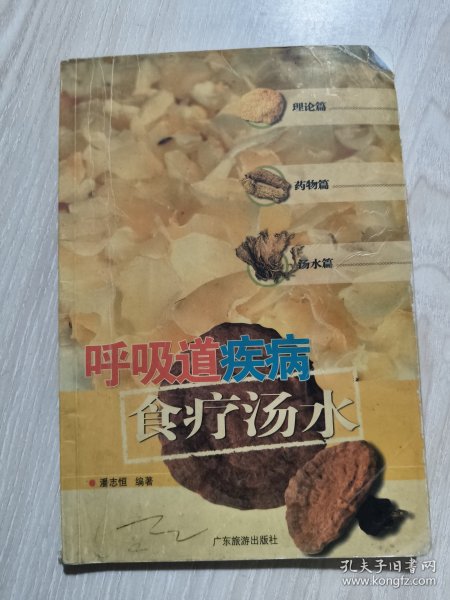 理论篇
药物篇
汤水篇
呼吸道疾病
食疗汤水
潘志恒 编著
广东旅游出版社
孔夫子旧书网
www.kongfz.com